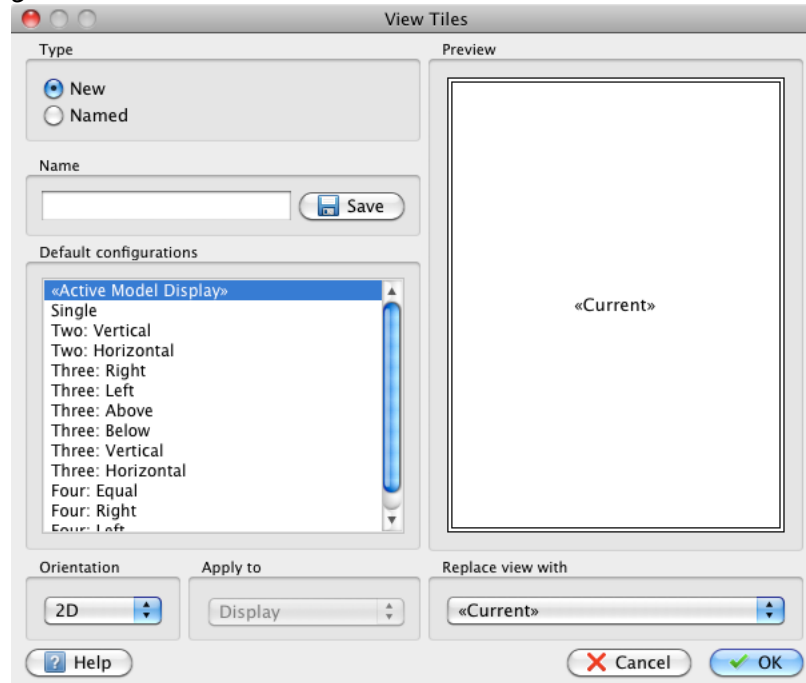 View Tiles
Type
New
Named
Name
Save
Default configurations
«Active Model Display»
Single
Two: Vertical
Two: Horizontal
Three: Right
Three: Left
Three: Above
Three: Below
Three: Vertical
Three: Horizontal
Four: Equal
Four: Right
Four: Left
Orientation
2D
Apply to
Display
Preview
«Current»
Replace view with
«Current»
Help
Cancel
OK